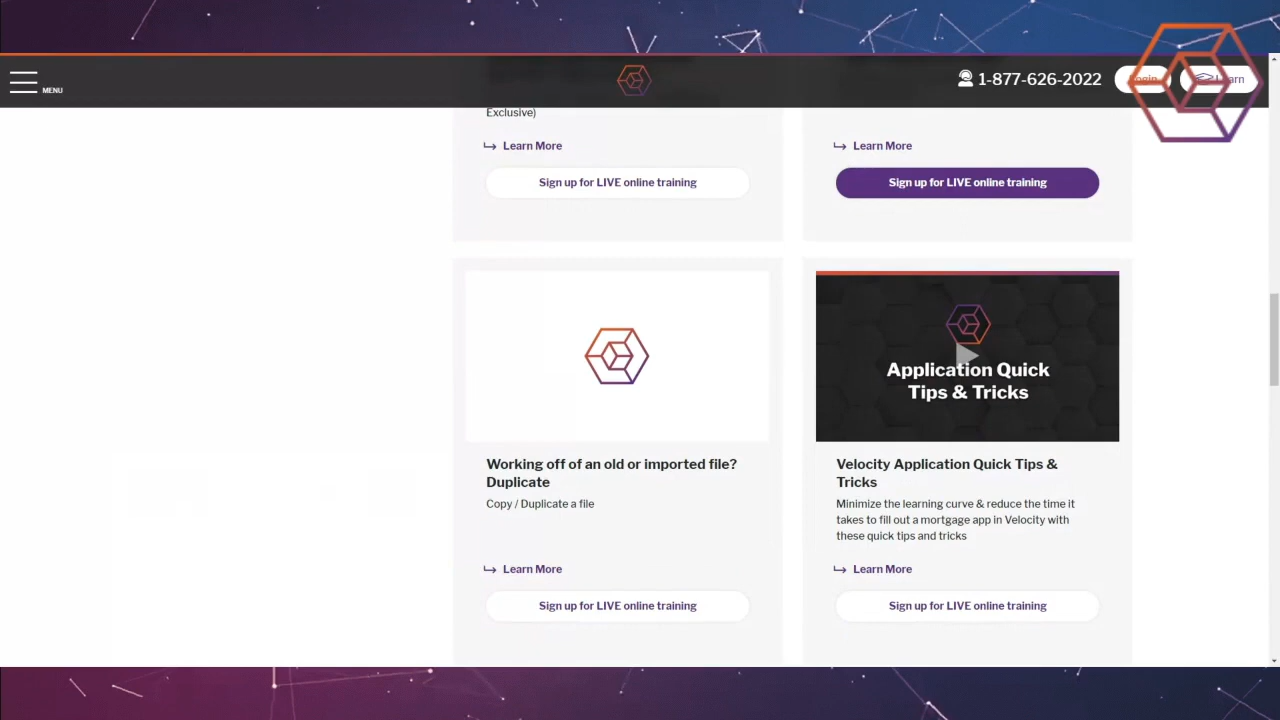 MENU
1-877-626-2022
Login
Learn
Exclusive)
Learn More
Sign up for LIVE online training
Learn More
Sign up for LIVE online training
Working off of an old or imported file?
Duplicate
Copy / Duplicate a file
Learn More
Sign up for LIVE online training
Application Quick
Tips & Tricks
Velocity Application Quick Tips &
Tricks
Minimize the learning curve & reduce the time it
takes to fill out a mortgage app in Velocity with
these quick tips and tricks
Learn More
Sign up for LIVE online training